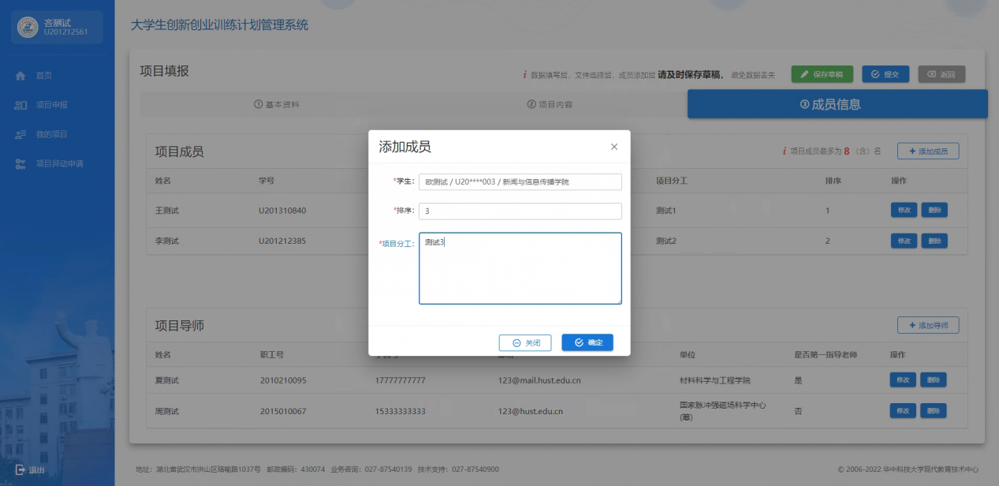 吝测试
U201212561
首页
项目申报
我的项目
项目异动申请
退出
大学生创新创业训练计划管理系统
项目填报
i 数据填写后，文件选择后，成员添加后 请及时保存草稿， 避免数据丢失
保存草稿
提交
返回
① 基本资料
② 项目内容
③ 成员信息
项目成员
i 项目成员最多为 8 （含）名
+ 添加成员
姓名 学号 项目分工 排序 操作
王测试 U201310840 测试1 1 修改 删除
李测试 U201212385 测试2 2 修改 删除
添加成员
*学生： 欧测试 / U20****003 / 新闻与信息传播学院
*排序： 3
*项目分工： 测试3
关闭
确定
项目导师
+ 添加导师
姓名 职工号 单位 是否第一指导老师 操作
夏测试 2010210095 17777777777 123@mail.hust.edu.cn 材料科学与工程学院 是 修改 删除
周测试 2015010067 15333333333 123@hust.edu.cn 国家脉冲强磁场科学中心
(筹) 否 修改 删除
地址：湖北省武汉市洪山区珞喻路1037号 邮政编码：430074 业务咨询：027-87540139 技术支持：027-87540900
© 2006-2022 华中科技大学现代教育技术中心